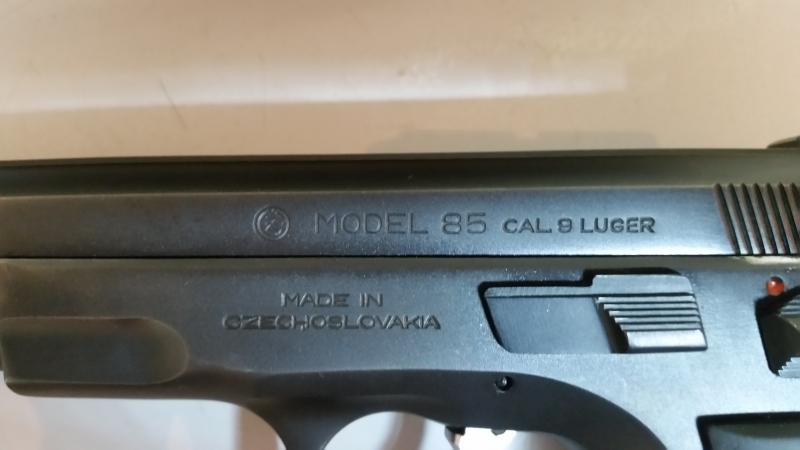 MODEL 85 CAL. 9 LUGER
MADE IN
CZECHOSLOVAKIA